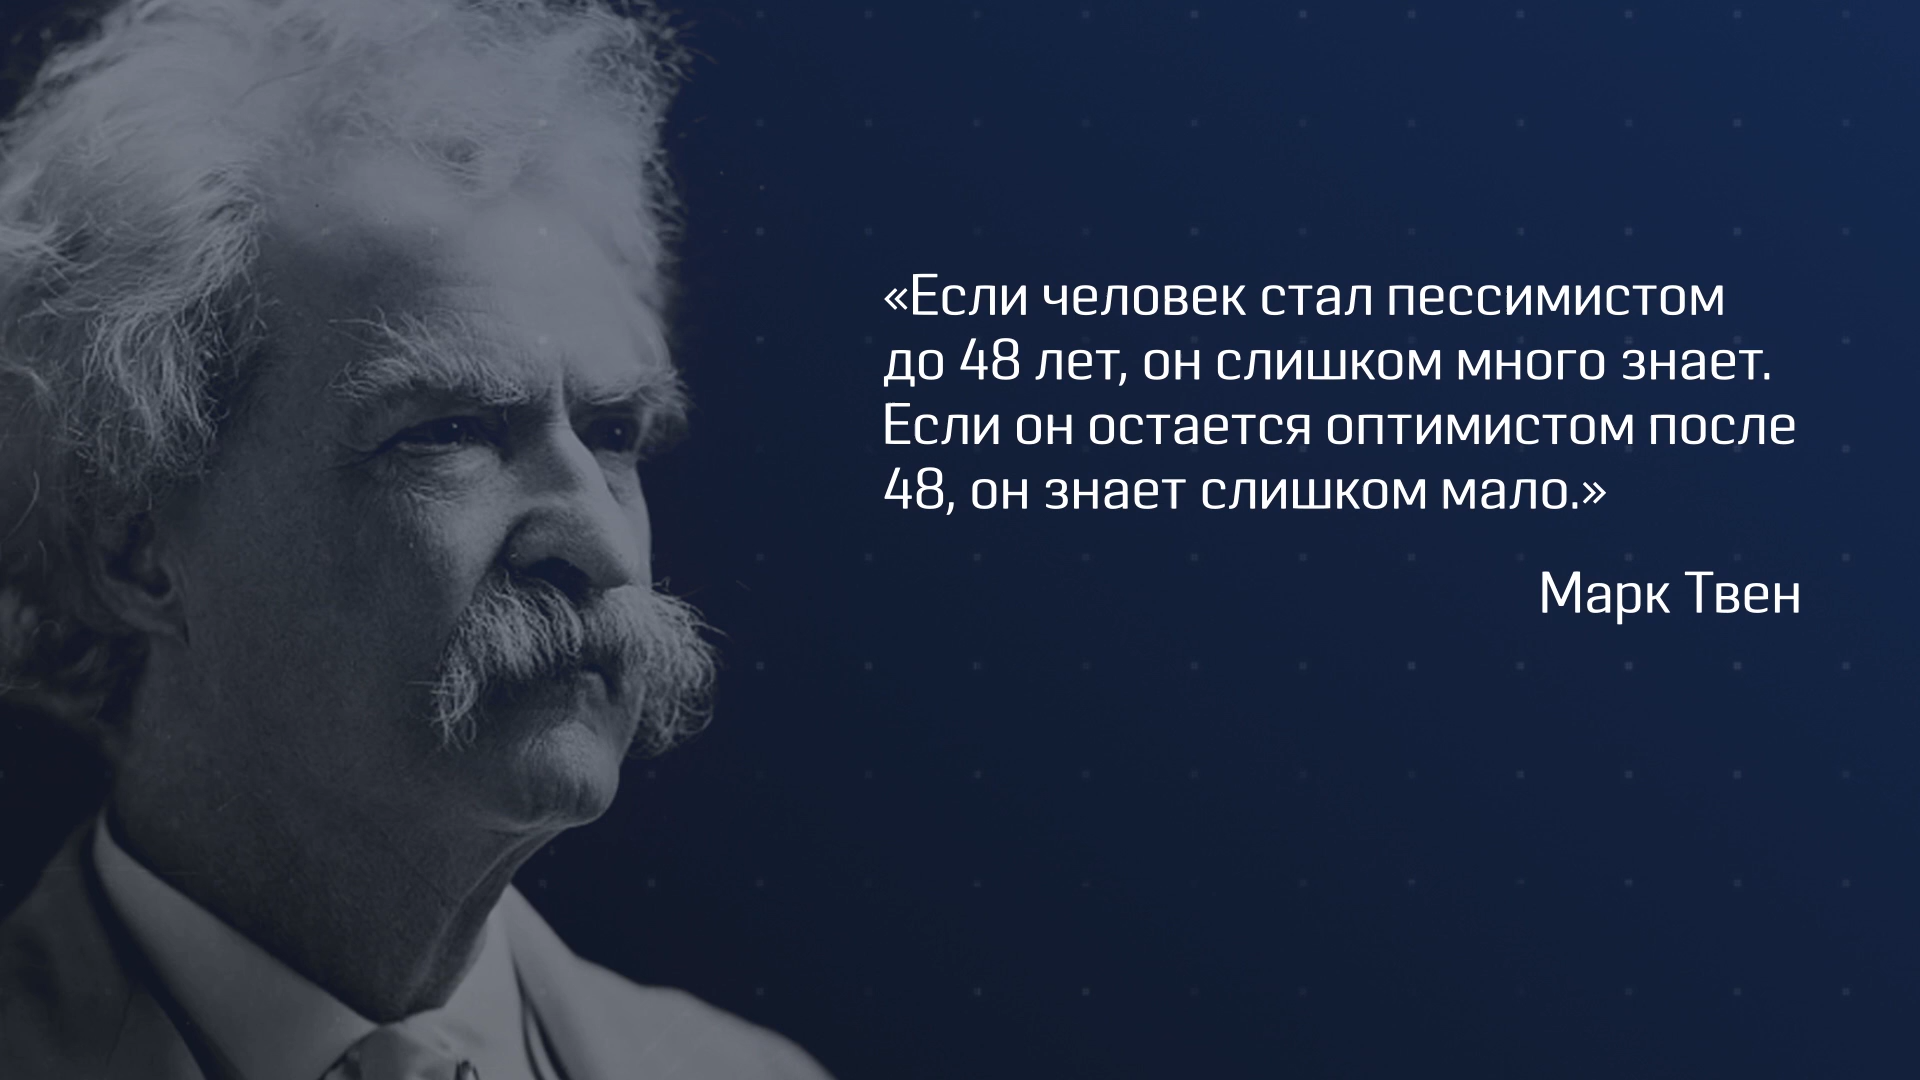 «Если человек стал пессимистом
до 48 лет, он слишком много знает.
Если он остается оптимистом после
48, он знает слишком мало.»
Марк Твен